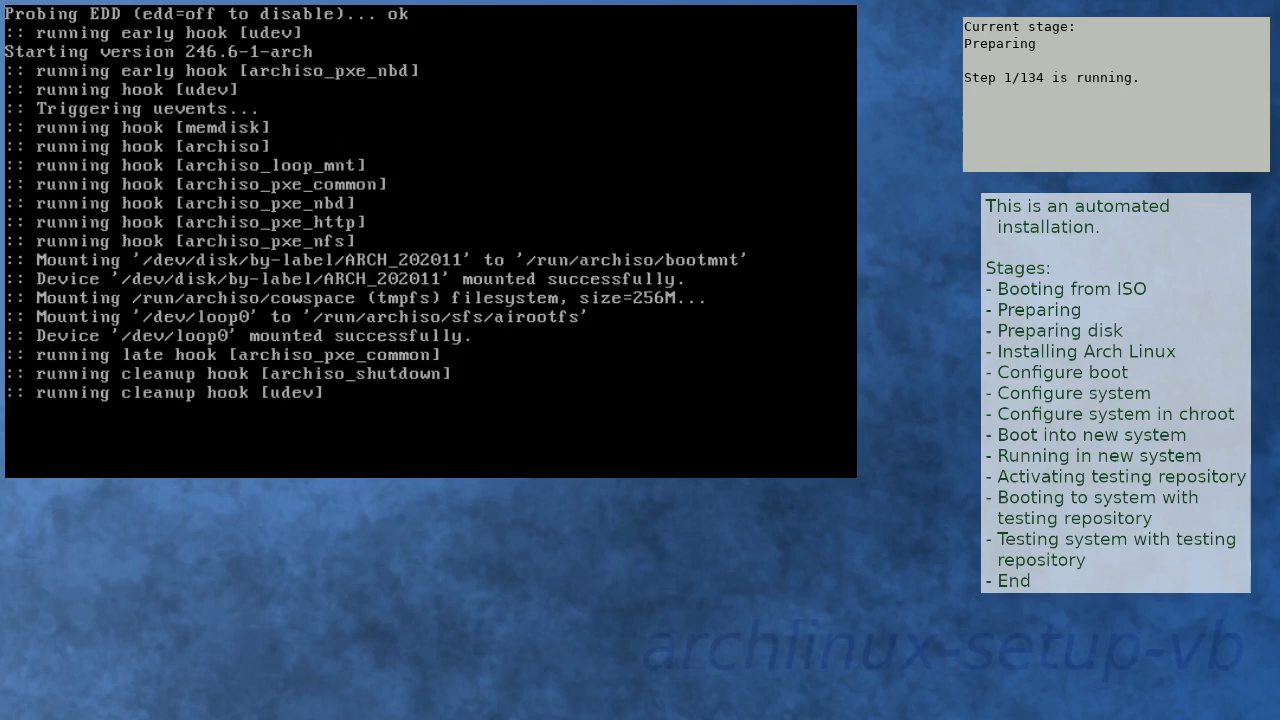 Probing EDD (edd=off to disable)... ok
:: running early hook [udev]
Starting version 246.6-1-arch
:: running early hook [archiso_pxe_nbd]
:: running hook [udev]
:: Triggering uevents...
:: running hook [memdisk]
:: running hook [archiso]
:: running hook [archiso_loop_mnt]
:: running hook [archiso_pxe_common]
:: running hook [archiso_pxe_nbd]
:: running hook [archiso_pxe_http]
:: running hook [archiso_pxe_nfs]
:: Mounting '/dev/disk/by-label/ARCH_202011' to '/run/archiso/bootmnt'
:: Device '/dev/disk/by-label/ARCH_202011' mounted successfully.
:: Mounting /run/archiso/cowspace (tmpfs) filesystem, size=256M...
:: Mounting '/dev/loop0' to '/run/archiso/sfs/airootfs'
:: Device '/dev/loop0' mounted successfully.
:: running late hook [archiso_pxe_common]
:: running cleanup hook [archiso_shutdown]
:: running cleanup hook [udev]
Current stage:
Preparing
Step 1/134 is running.
This is an automated
installation.
Stages:
- Booting from ISO
- Preparing
- Preparing disk
- Installing Arch Linux
- Configure boot
- Configure system
- Configure system in chroot
- Boot into new system
- Running in new system
- Activating testing repository
- Booting to system with
testing repository
- Testing system with testing
repository
- End
archlinux-setup-vb